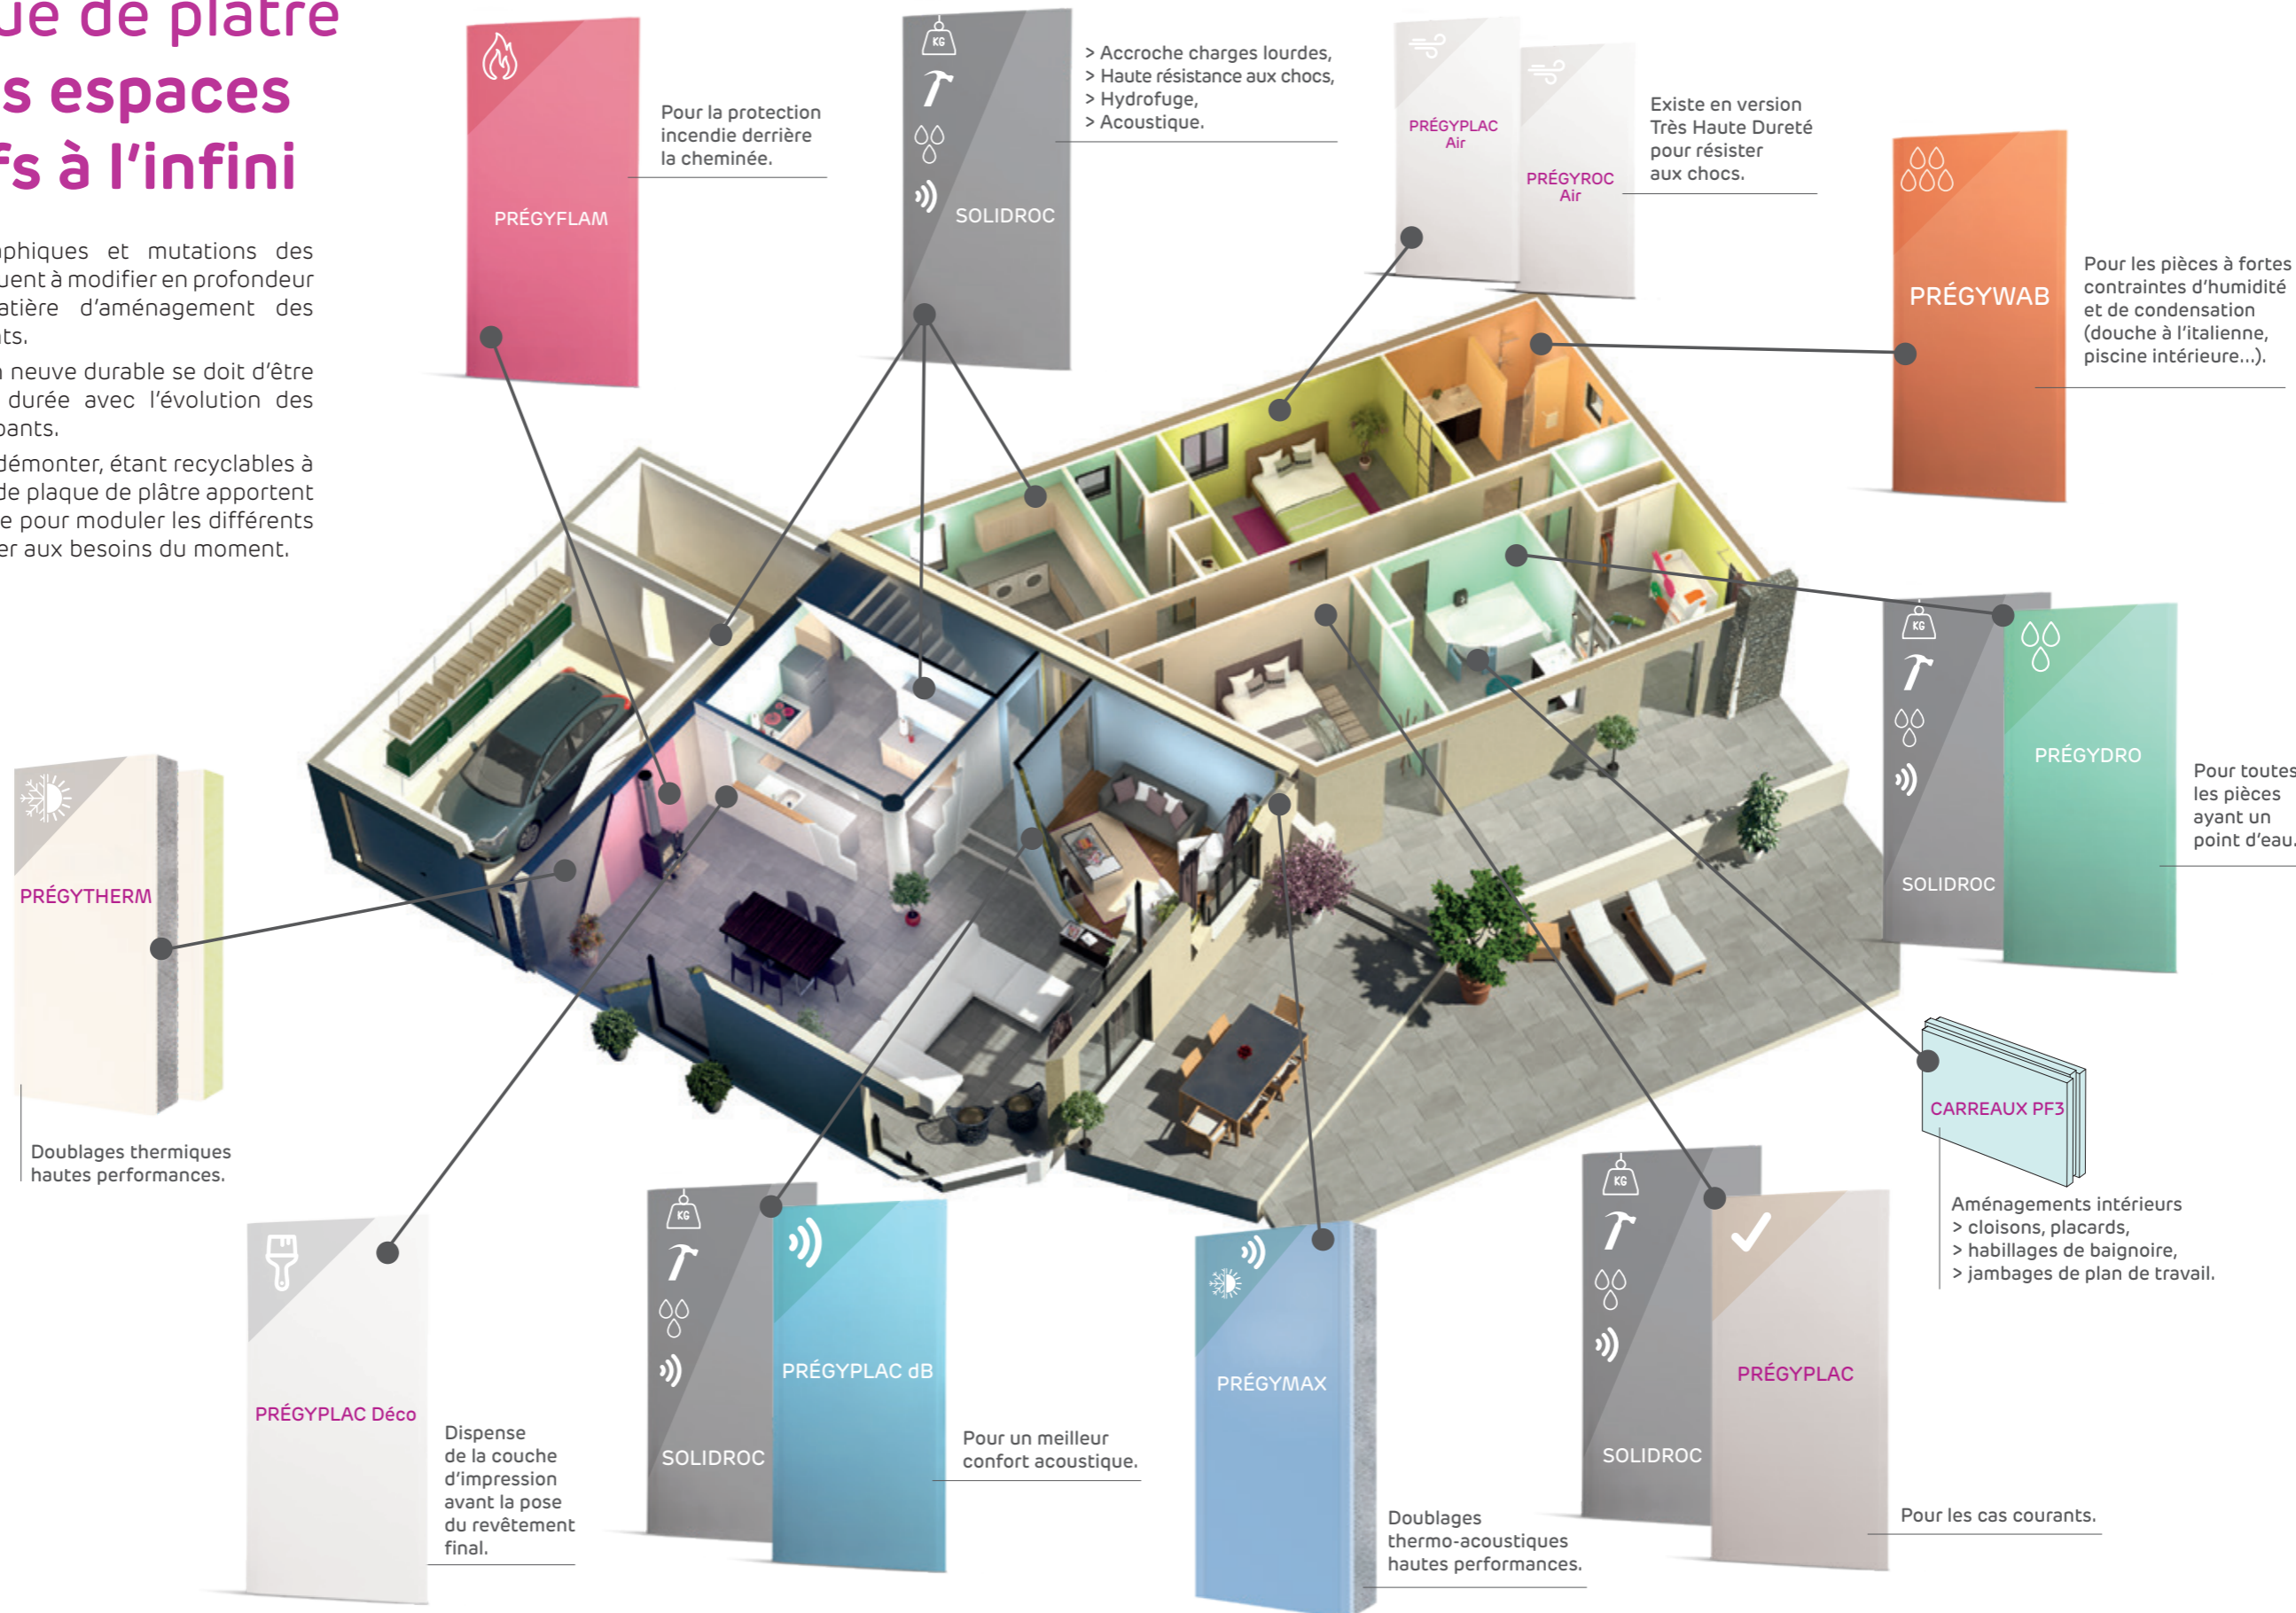 ue de plâtre
s espaces
fs à l'infini
aphiques et mutations des
uent à modifier en profondeur
atière d'aménagement des
nts.
n neuve durable se doit d'être
durée avec l'évolution des
pants.
démonter, étant recyclables à
de plaque de plâtre apportent
e pour moduler les différents
er aux besoins du moment.
PRÉGYFLAM
Pour la protection
incendie derrière
la cheminée.
KG
SOLIDROC
> Accroche charges lourdes,
> Haute résistance aux chocs,
> Hydrofuge,
> Acoustique.
PRÉGYPLAC
Air
PRÉGYROC
Air
Existe en version
Très Haute Dureté
pour résister
aux chocs.
PRÉGYWAB
Pour les pièces à fortes
contraintes d'humidité
et de condensation
(douche à l'italienne,
piscine intérieure...).
KG
SOLIDROC
PRÉGYDRO
Pour toutes
les pièces
ayant un
point d'eau.
PRÉGYTHERM
Doublages thermiques
hautes performances.
CARREAUX PF3
Aménagements intérieurs
> cloisons, placards,
> habillages de baignoire,
> jambages de plan de travail.
PRÉGYPLAC Déco
Dispense
de la couche
d'impression
avant la pose
du revêtement
final.
KG
SOLIDROC
PRÉGYPLAC dB
Pour un meilleur
confort acoustique.
PRÉGYMAX
Doublages
thermo-acoustiques
hautes performances.
KG
SOLIDROC
PRÉGYPLAC
Pour les cas courants.